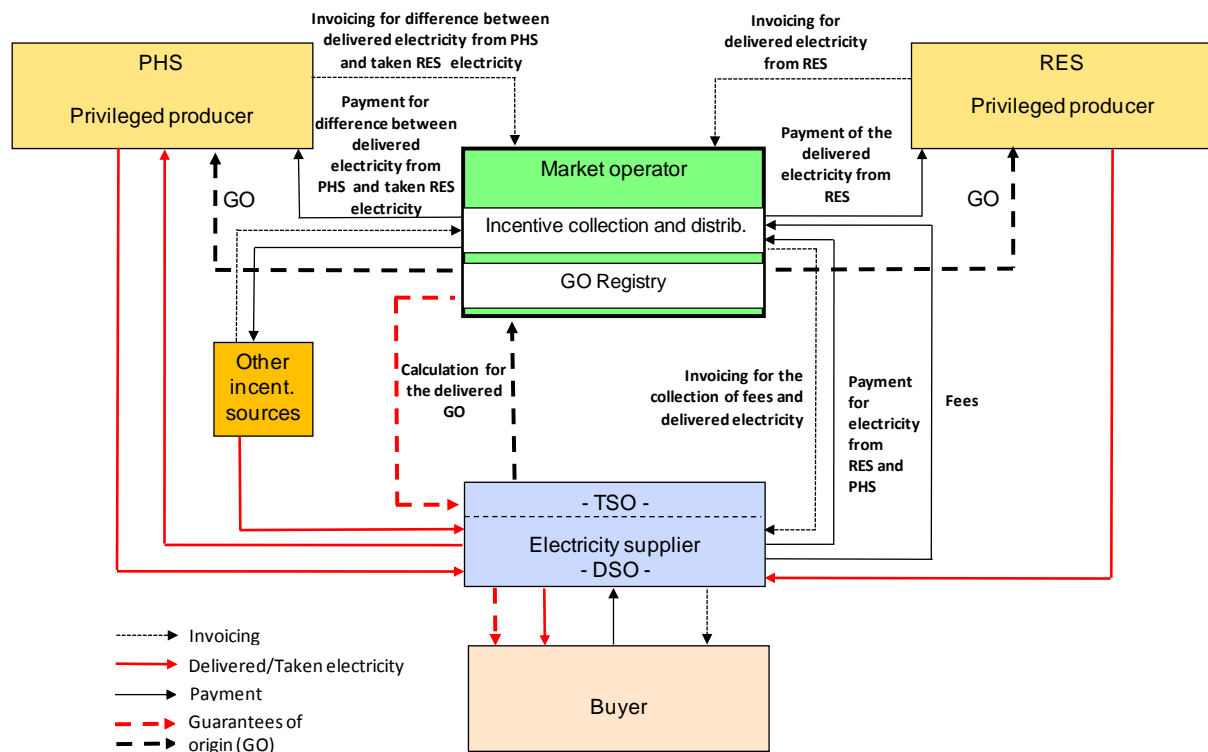 Invoicing for difference between
delivered electricity from PHS
and taken RES electricity
Invoicing for
delivered electricity
from RES
PHS
Privileged producer
RES
Privileged producer
Payment for
difference between
delivered
electricity from
PHS and taken RES
electricity
Payment of the
delivered
electricity from
RES
Market operator
GO
GO
Incentive collection and distrib.
GO Registry
Other
incent.
sources
Calculation for
the delivered
GO
Invoicing for the
collection of fees and
delivered electricity
Payment
for
electricity
from
RES and
PHS
Fees
- TSO -
Electricity supplier
- DSO -
Invoicing
Delivered/Taken electricity
Payment
Guarantees of
origin (GO)
Buyer